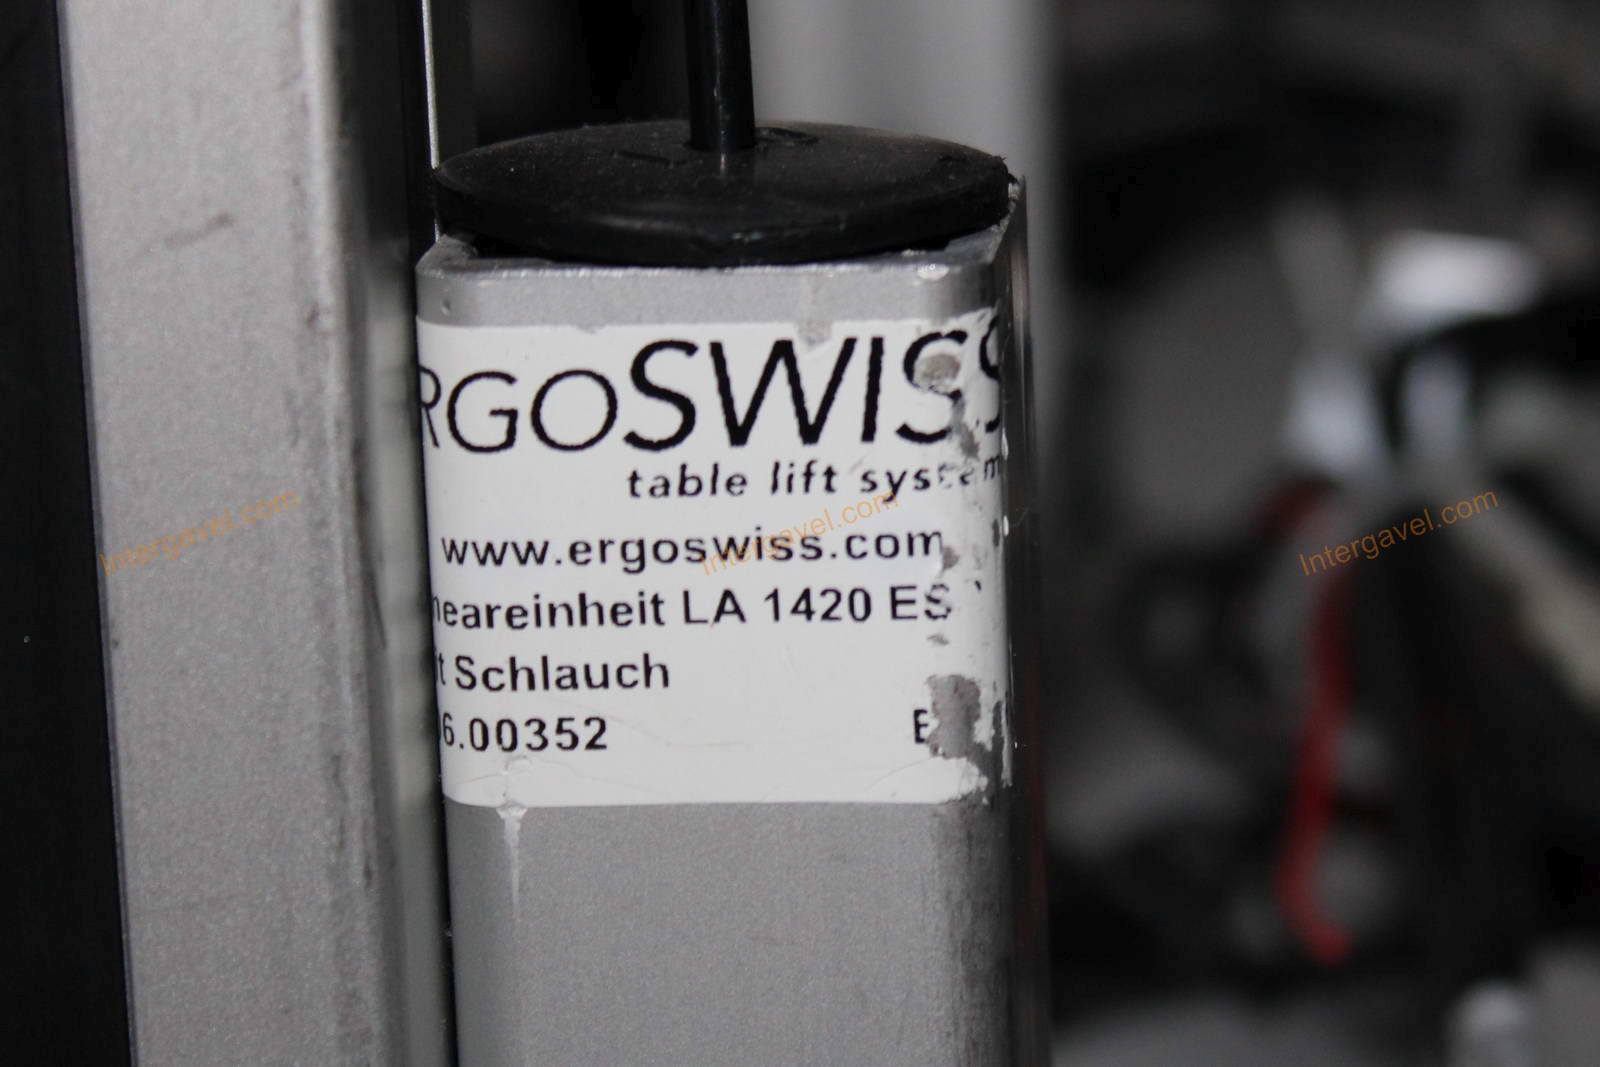 ERGOSWISS
table lift system
www.ergoswiss.com
neareinheit LA 1420 ES
t Schlauch
6.00352
Intergavel.com
Intergavel.com
Intergavel.com